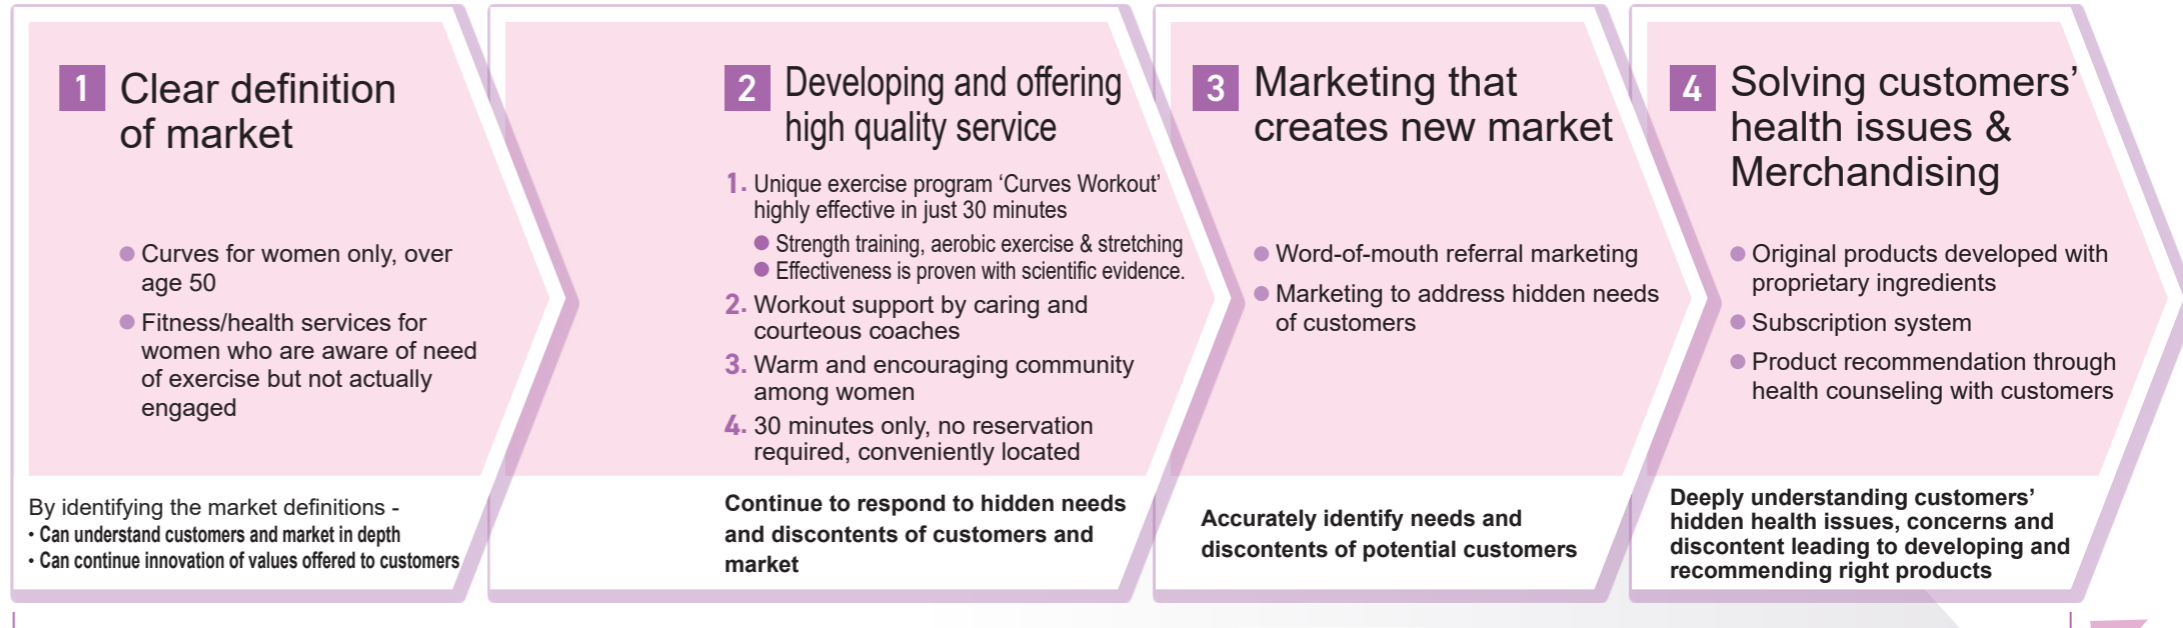 1 Clear definition
of market
● Curves for women only, over
age 50
● Fitness/health services for
women who are aware of need
of exercise but not actually
engaged
By identifying the market definitions -
• Can understand customers and market in depth
• Can continue innovation of values offered to customers
2 Developing and offering
high quality service
1. Unique exercise program ‘Curves Workout’
highly effective in just 30 minutes
● Strength training, aerobic exercise & stretching
● Effectiveness is proven with scientific evidence.
2. Workout support by caring and
courteous coaches
3. Warm and encouraging community
among women
4. 30 minutes only, no reservation
required, conveniently located
Continue to respond to hidden needs
and discontents of customers and
market
3 Marketing that
creates new market
● Word-of-mouth referral marketing
● Marketing to address hidden needs
of customers
Accurately identify needs and
discontents of potential customers
4 Solving customers’
health issues &
Merchandising
● Original products developed with
proprietary ingredients
● Subscription system
● Product recommendation through
health counseling with customers
Deeply understanding customers’
hidden health issues, concerns and
discontent leading to developing and
recommending right products